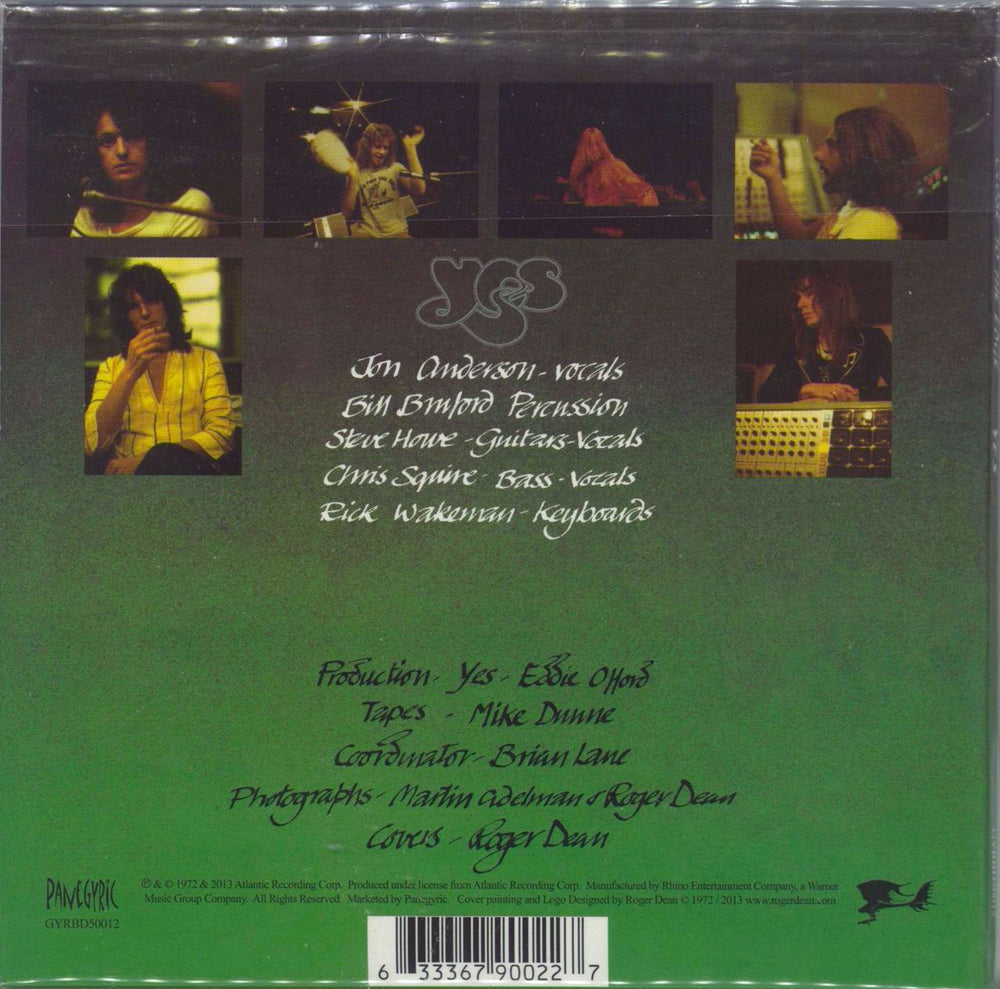 yes
Jon Anderson - vocals
Bill Bruford Percussion
Steve Howe - Guitars - Vocals
Chris Squire - Bass - Vocals
Rick Wakeman - Keyboards
Production - Yes - Eddie Offord
Tapes - Mike Dunne
Coordinator - Brian Lane
Photographs - Martin Adelman & Roger Dean
Covers - Roger Dean
PANEGYRIC
GYRBD50012
℗ & © 1972 & 2013 Atlantic Recording Corp. Produced under license from Atlantic Recording Corp. Manufactured by Rhino Entertainment Company, a Warner
Music Group Company. All Rights Reserved. Marketed by Panegyric. Cover painting and Logo Designed by Roger Dean © 1972 / 2013 www.rogerdean.com
6 33367 90022 7